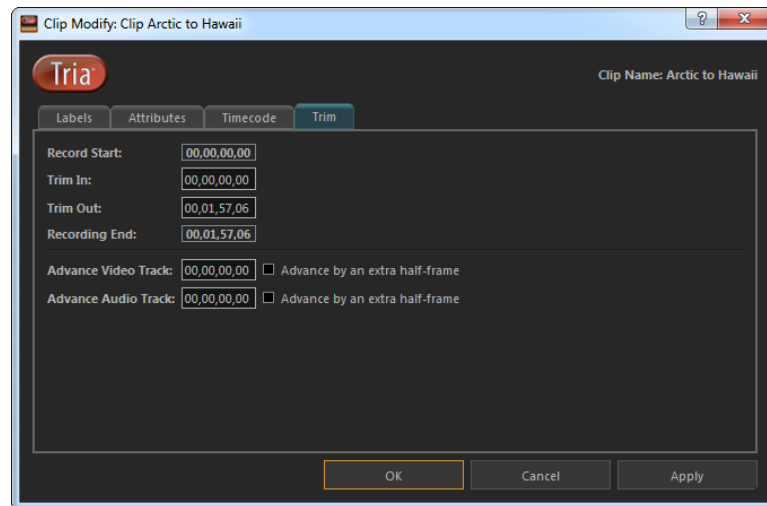 Clip Modify: Clip Arctic to Hawaii
Tria
Clip Name: Arctic to Hawaii
Labels Attributes Timecode Trim
Record Start: 00,00,00,00
Trim In: 00,00,00,00
Trim Out: 00,01,57,06
Recording End: 00,01,57,06
Advance Video Track: 00,00,00,00 Advance by an extra half-frame
Advance Audio Track: 00,00,00,00 Advance by an extra half-frame
OK Cancel Apply